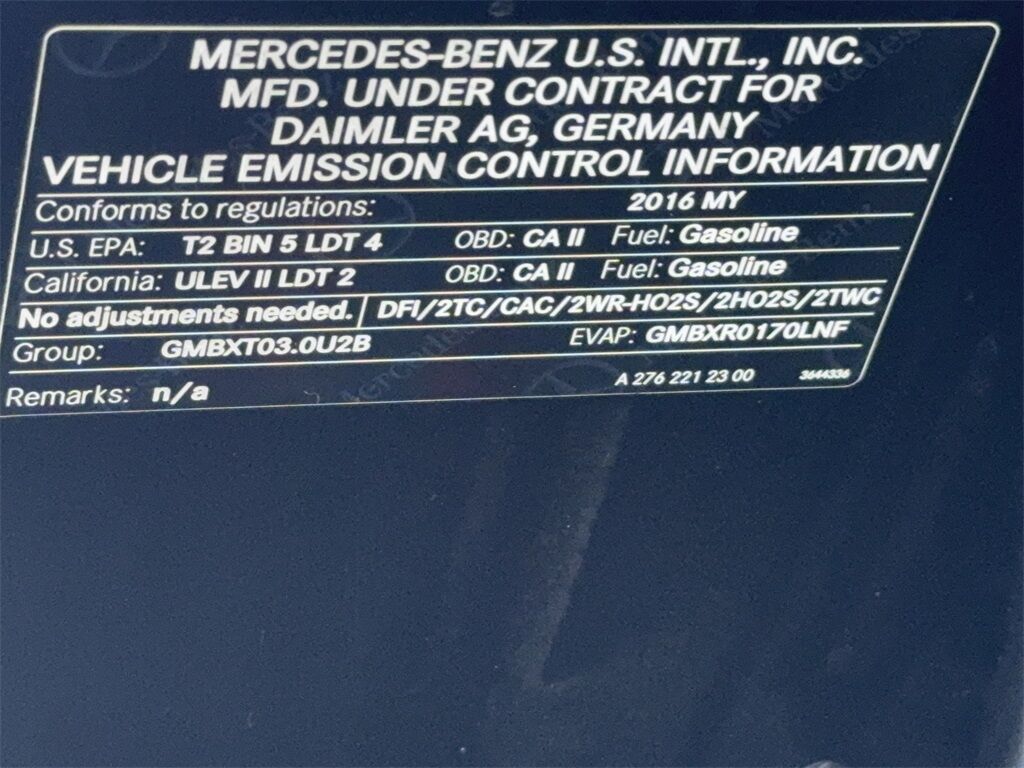 MERCEDES-BENZ U.S. INTL., INC.
MFD. UNDER CONTRACT FOR
DAIMLER AG, GERMANY
VEHICLE EMISSION CONTROL INFORMATION
Conforms to regulations: 2016 MY
U.S. EPA: T2 BIN 5 LDT 4 OBD: CA II Fuel: Gasoline
California: ULEV II LDT 2 OBD: CA II Fuel: Gasoline
No adjustments needed. DFI/2TC/CAC/2WR-HO2S/2HO2S/2TWC
Group: GMBXT03.0U2B EVAP: GMBXR0170LNF
Remarks: n/a A 276 221 23 00 3644336